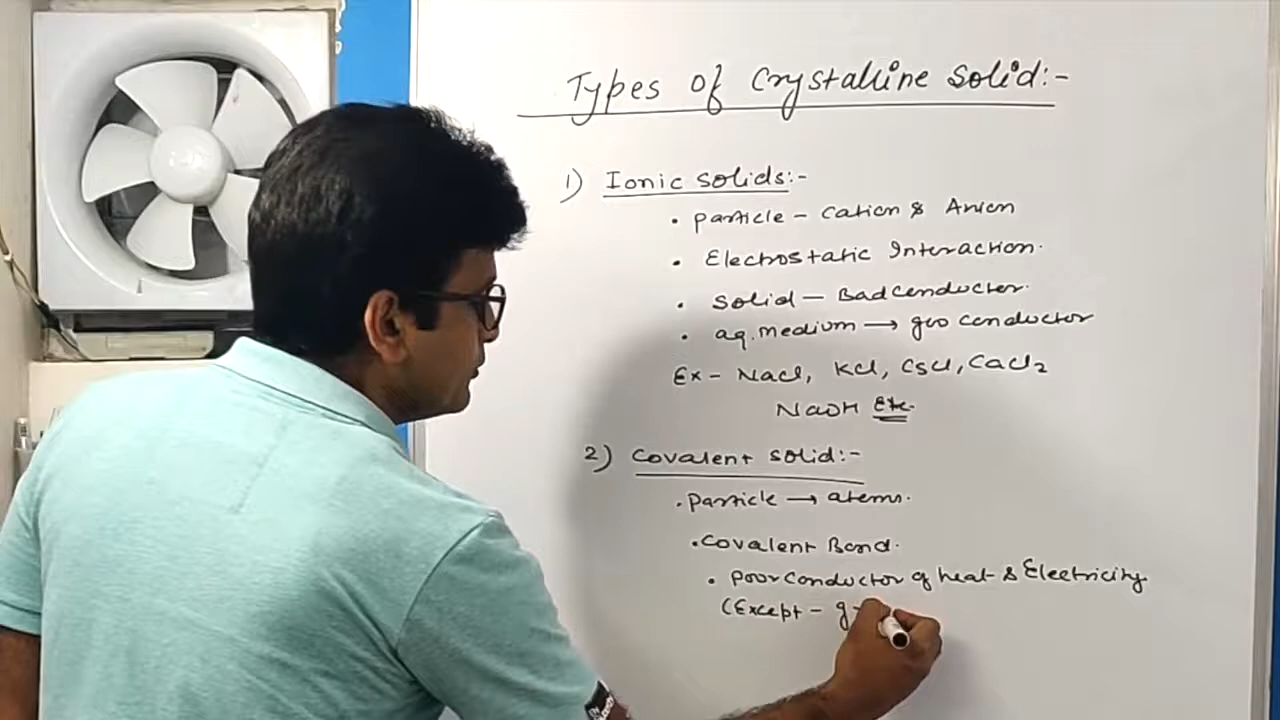 Types of Crystalline Solid:-
1) Ionic Solids:-
• Particle – Cation & Anion
• Electrostatic Interaction.
• Solid – Bad Conductor.
• aq. medium → goo conductor
Ex – NaCl, KCl, CsCl, CaCl2
NaOH Etc.
2) Covalent Solid:-
• Particle → atoms.
• Covalent Bond.
• Poor conductor of heat & Electricity
(Except – g